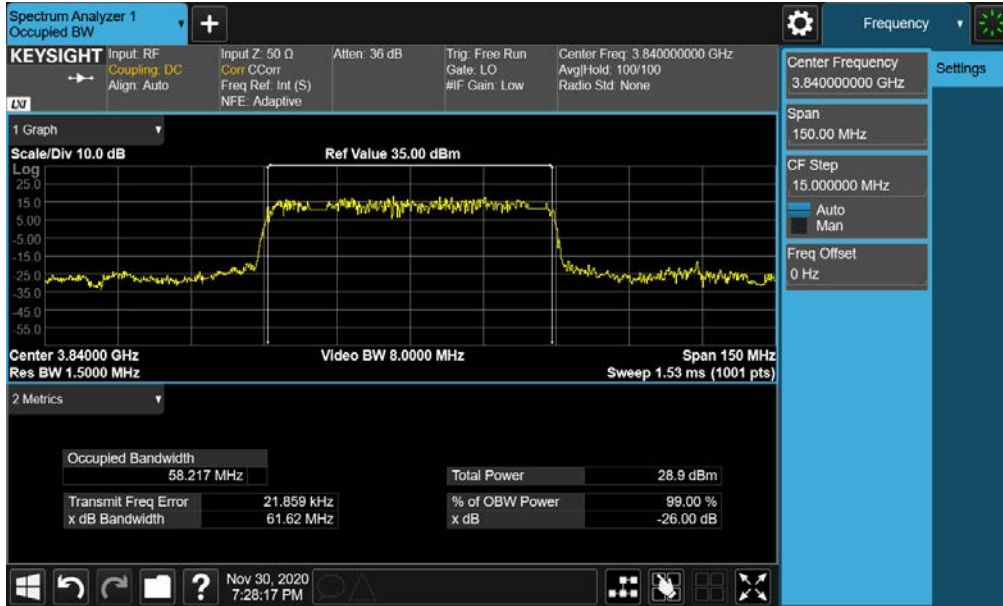 Spectrum Analyzer 1
Occupied BW
Frequency
KEYSIGHT
LXI
Input: RF
Coupling: DC
Align: Auto
Input Z: 50 Ω
Corr CCorr
Freq Ref: Int (S)
NFE: Adaptive
Atten: 36 dB
Trig: Free Run
Gate: LO
#IF Gain: Low
Center Freq: 3.840000000 GHz
Avg|Hold: 100/100
Radio Std: None
Center Frequency
3.840000000 GHz
Settings
Span
150.00 MHz
CF Step
15.000000 MHz
Auto
Man
Freq Offset
0 Hz
1 Graph
Scale/Div 10.0 dB
Ref Value 35.00 dBm
Log
25.0
15.0
5.00
-5.00
-15.0
-25.0
-35.0
-45.0
-55.0
Center 3.84000 GHz
Video BW 8.0000 MHz
Span 150 MHz
Res BW 1.5000 MHz
Sweep 1.53 ms (1001 pts)
2 Metrics
Occupied Bandwidth
58.217 MHz
Total Power 28.9 dBm
Transmit Freq Error 21.859 kHz
% of OBW Power 99.00 %
x dB Bandwidth 61.62 MHz
x dB -26.00 dB
?
Nov 30, 2020
7:28:17 PM